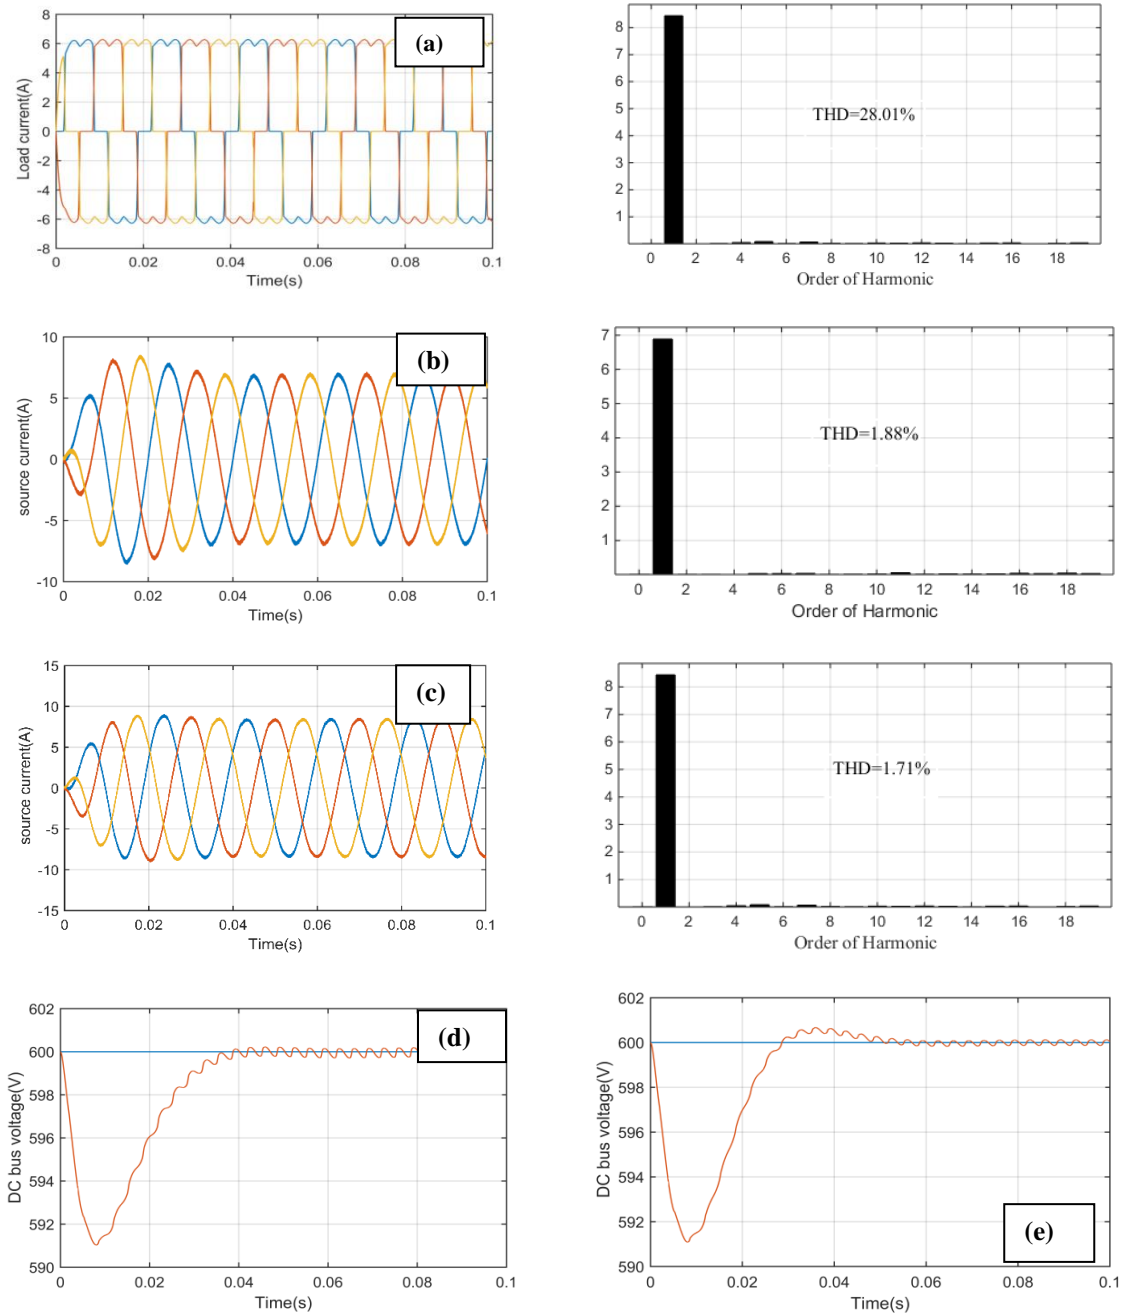 8
6
4
2
0
-2
-4
-6
-8
Load current(A)
(a)
0 0.02 0.04 0.06 0.08 0.1
Time(s)
8
7
6
5
4
3
2
1
THD=28.01%
0 2 4 6 8 10 12 14 16 18
Order of Harmonic
10
5
0
-5
-10
source current(A)
(b)
0 0.02 0.04 0.06 0.08 0.1
Time(s)
7
6
5
4
3
2
1
THD=1.88%
0 2 4 6 8 10 12 14 16 18
Order of Harmonic
15
10
5
0
-5
-10
-15
source current(A)
(c)
0 0.02 0.04 0.06 0.08 0.1
Time(s)
8
7
6
5
4
3
2
1
THD=1.71%
0 2 4 6 8 10 12 14 16 18
Order of Harmonic
602
600
598
596
594
592
590
DC bus voltage(V)
(d)
0 0.02 0.04 0.06 0.08 0.1
Time(s)
602
600
598
596
594
592
590
DC bus voltage(V)
(e)
0 0.02 0.04 0.06 0.08 0.1
Time(s)